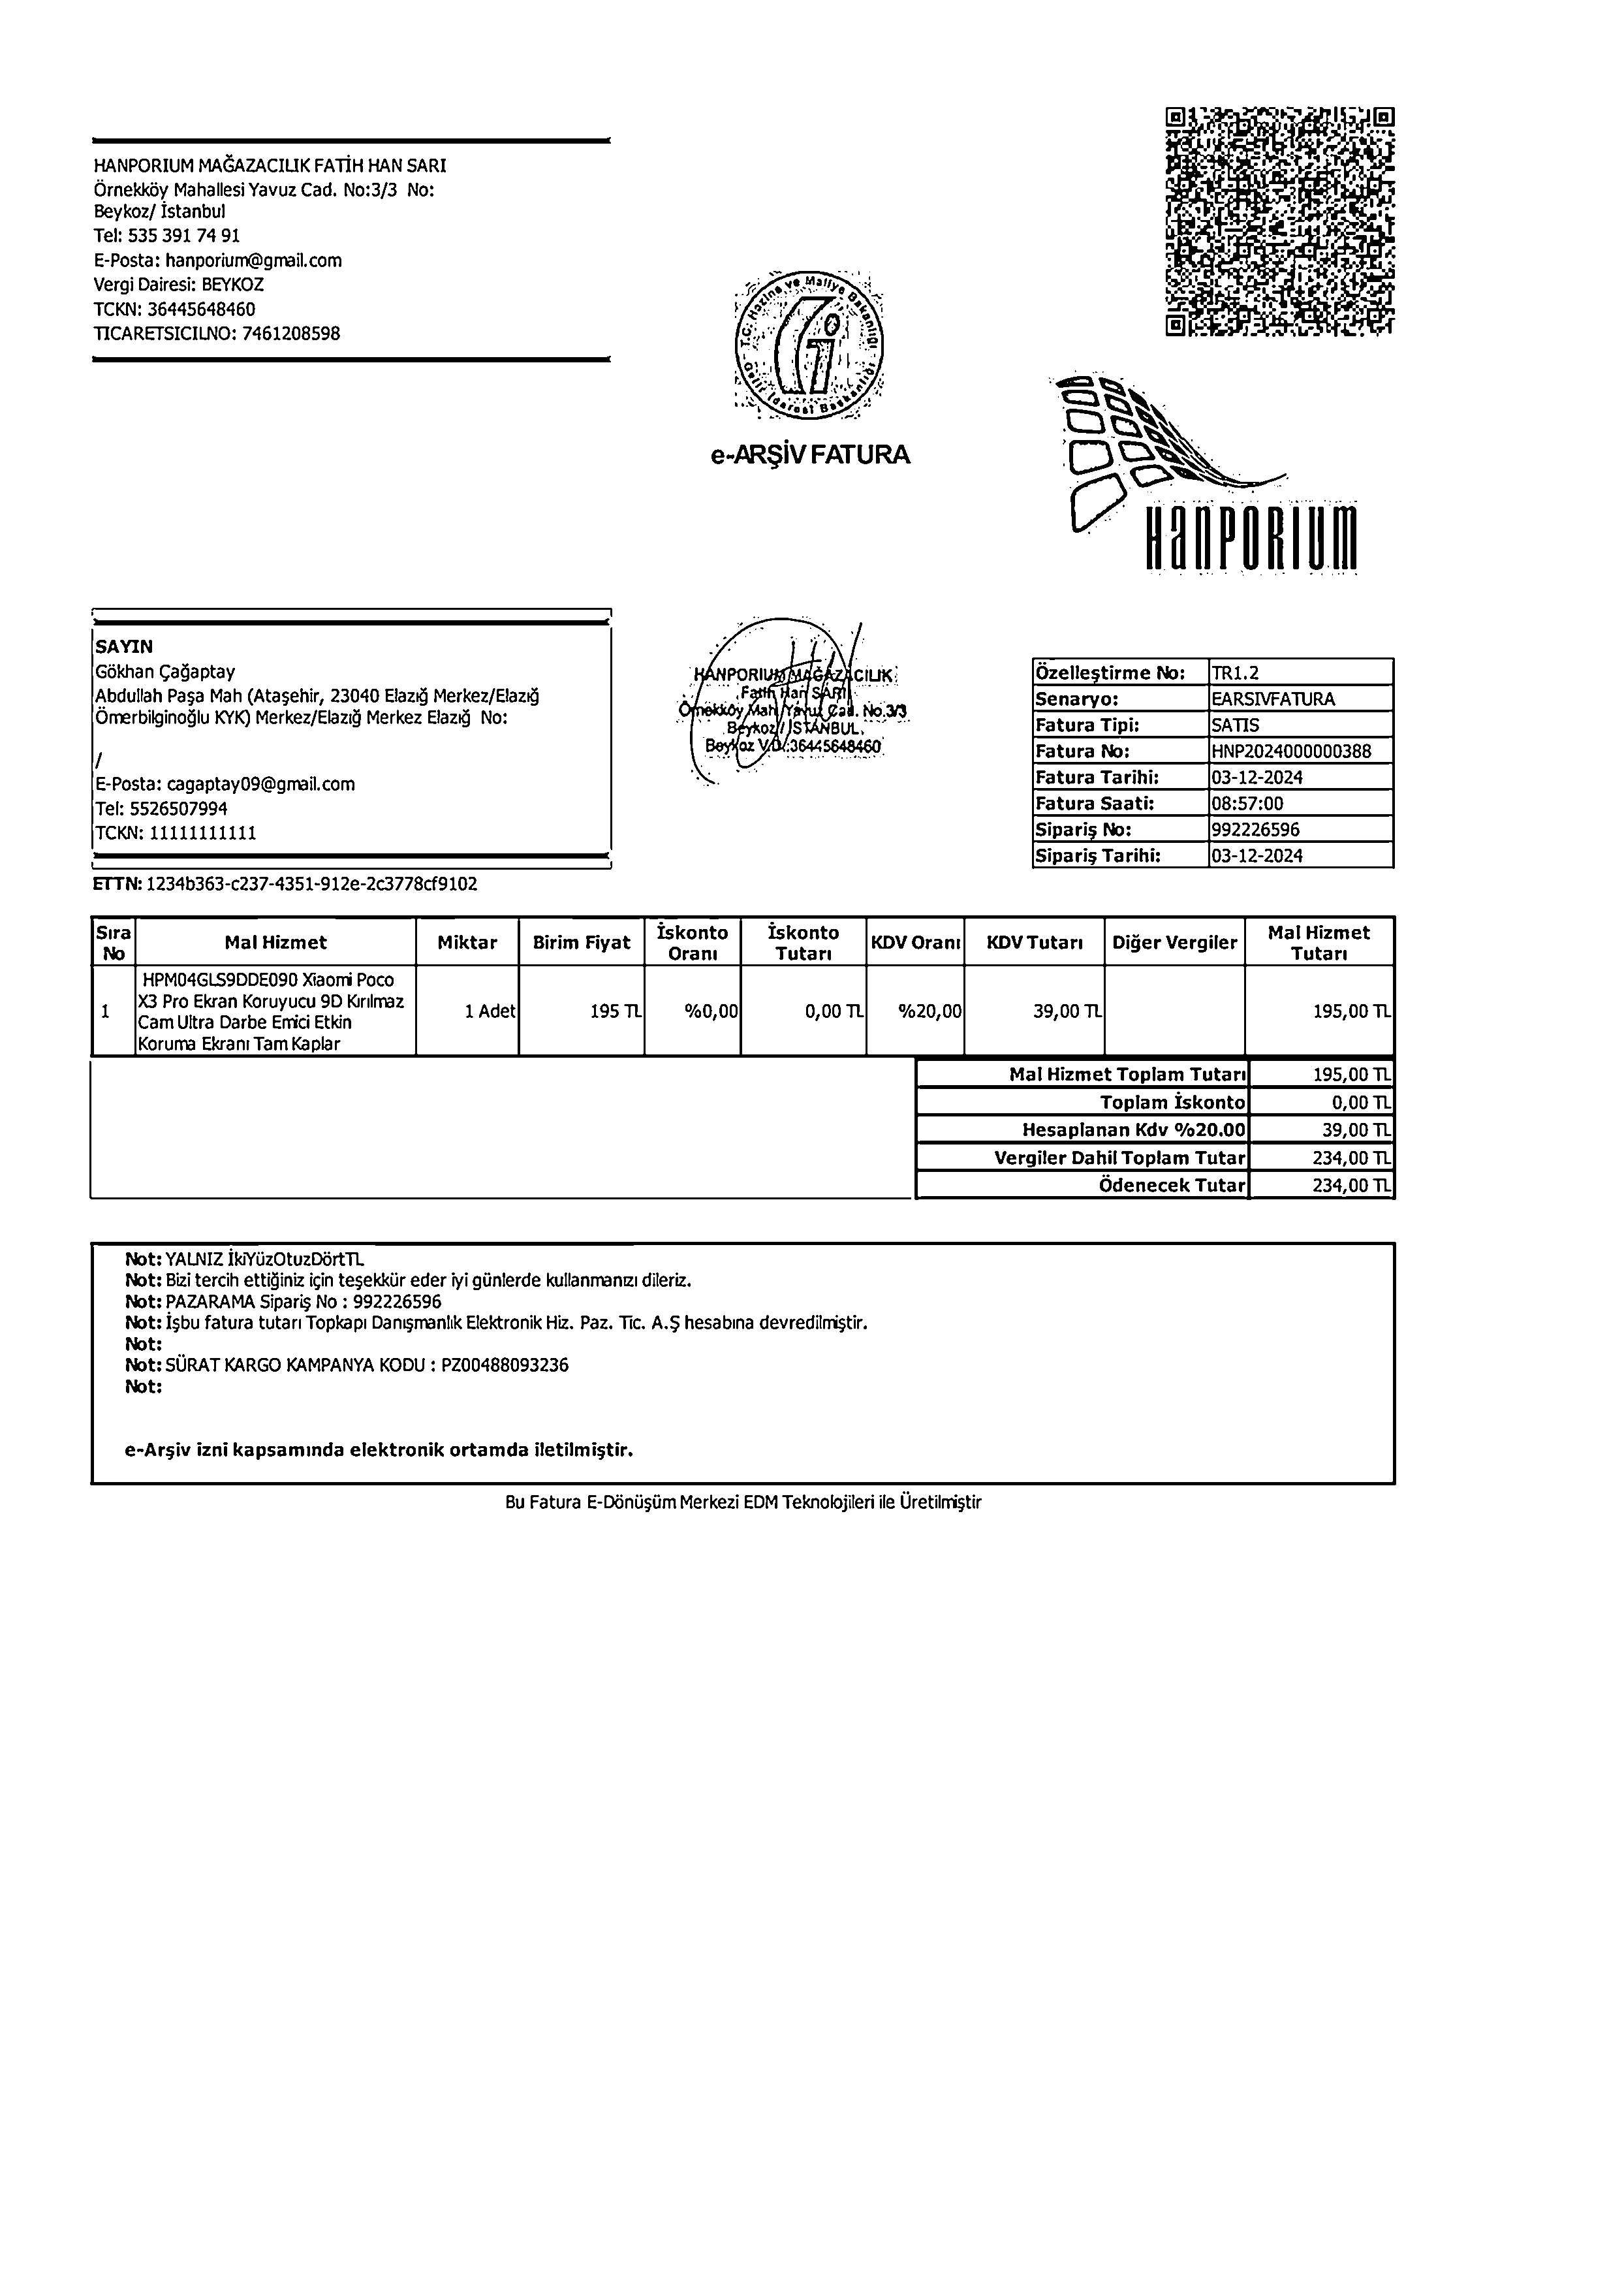 HANPORIUM MAĞAZACILIK FATİH HAN SARI
Örnekköy Mahallesi Yavuz Cad. No:3/3 No:
Beykoz/ İstanbul
Tel: 535 391 74 91
E-Posta: hanporium@gmail.com
Vergi Dairesi: BEYKOZ
TCKN: 36445648460
TICARETSICILNO: 7461208598
T.C. Hazine ve Maliye Bakanlığı
Gelir İdaresi Başkanlığı
e-ARŞİV FATURA
HANPORIUM
SAYIN
Gökhan Çağaptay
Abdullah Paşa Mah (Ataşehir, 23040 Elazığ Merkez/Elazığ
Ömerbilginoğlu KYK) Merkez/Elazığ Merkez Elazığ No:
/
E-Posta: cagaptay09@gmail.com
Tel: 5526507994
TCKN: 11111111111
HANPORIUM MAĞAZACILIK
Fatih Han SARI
Örnekköy Mah. Yavuz Cad. No.3/3
Beykoz / İSTANBUL
Beykoz V.D.:36445648460
Özelleştirme No: TR1.2
Senaryo: EARSIVFATURA
Fatura Tipi: SATIS
Fatura No: HNP2024000000388
Fatura Tarihi: 03-12-2024
Fatura Saati: 08:57:00
Sipariş No: 992226596
Sipariş Tarihi: 03-12-2024
ETTN: 1234b363-c237-4351-912e-2c3778cf9102
Sıra No Mal Hizmet Miktar Birim Fiyat İskonto Oranı İskonto Tutarı KDV Oranı KDV Tutarı Diğer Vergiler Mal Hizmet Tutarı
HPM04GLS9DDE090 Xiaomi Poco
X3 Pro Ekran Koruyucu 9D Kırılmaz
1 Cam Ultra Darbe Emici Etkin 1 Adet 195 TL %0,00 0,00 TL %20,00 39,00 TL 195,00 TL
Koruma Ekranı Tam Kaplar
Mal Hizmet Toplam Tutarı 195,00 TL
Toplam İskonto 0,00 TL
Hesaplanan Kdv %20.00 39,00 TL
Vergiler Dahil Toplam Tutar 234,00 TL
Ödenecek Tutar 234,00 TL
Not: YALNIZ İkiYüzOtuzDörtTL
Not: Bizi tercih ettiğiniz için teşekkür eder iyi günlerde kullanmanızı dileriz.
Not: PAZARAMA Sipariş No : 992226596
Not: İşbu fatura tutarı Topkapı Danışmanlık Elektronik Hiz. Paz. Tic. A.Ş hesabına devredilmiştir.
Not:
Not: SÜRAT KARGO KAMPANYA KODU : PZ00488093236
Not:
e-Arşiv izni kapsamında elektronik ortamda iletilmiştir.
Bu Fatura E-Dönüşüm Merkezi EDM Teknolojileri ile Üretilmiştir